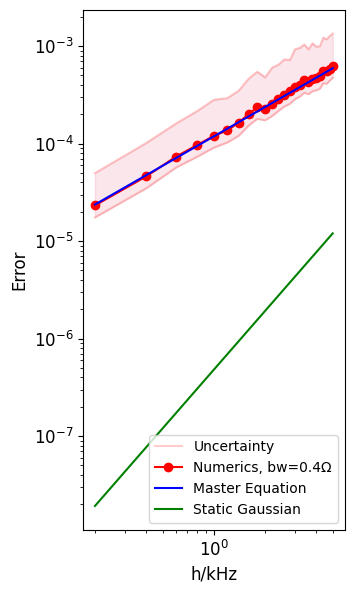 10⁻³
10⁻⁴
10⁻⁵
10⁻⁶
10⁻⁷
Error
Uncertainty
Numerics, bw=0.4Ω
Master Equation
Static Gaussian
10⁰
h/kHz